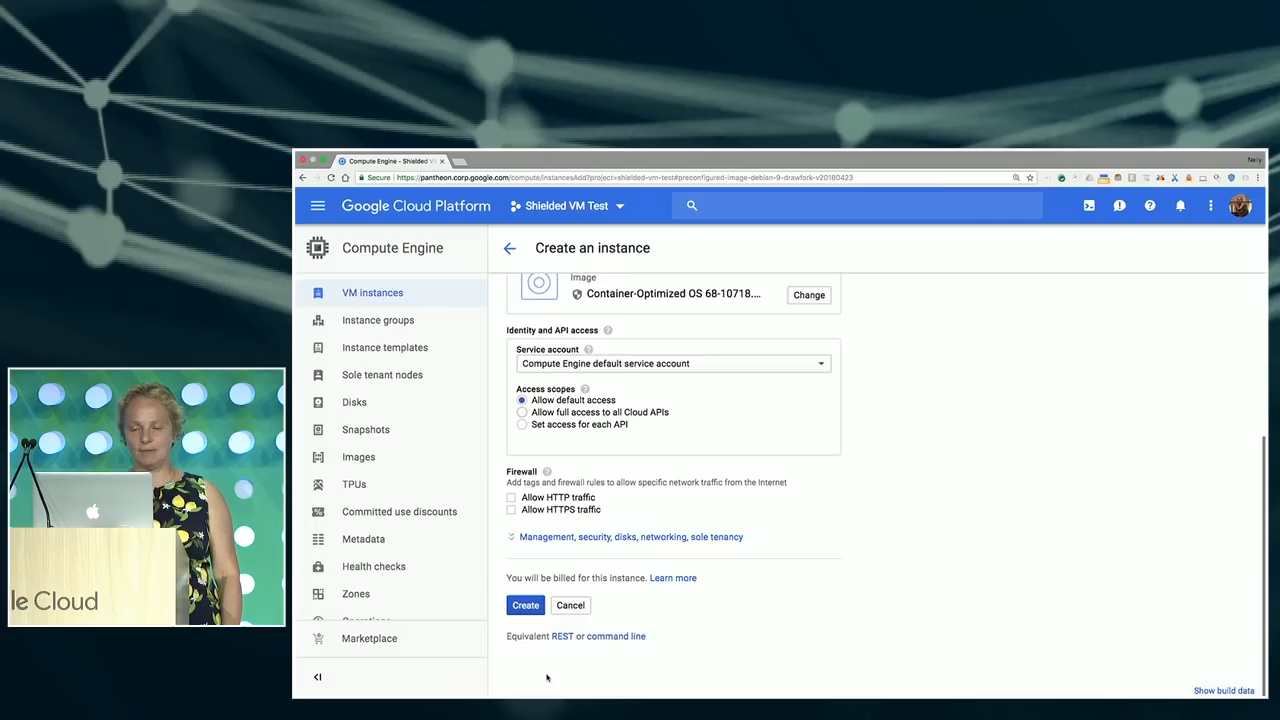 Compute Engine - Shielded V
Nelly
Secure
https://pantheon.corp.google.com/compute/instancesAdd?project=shielded-vm-test#preconfigured-image-debian-9-drawfork-v20180423
Google Cloud Platform
Shielded VM Test
Compute Engine
Create an instance
VM instances
Instance groups
Instance templates
Sole tenant nodes
Disks
Snapshots
Images
TPUs
Committed use discounts
Metadata
Health checks
Zones
Marketplace
Image
Container-Optimized OS 68-10718....
Change
Identity and API access
Service account
Compute Engine default service account
Access scopes
Allow default access
Allow full access to all Cloud APIs
Set access for each API
Firewall
Add tags and firewall rules to allow specific network traffic from the Internet
Allow HTTP traffic
Allow HTTPS traffic
Management, security, disks, networking, sole tenancy
You will be billed for this instance. Learn more
Create
Cancel
Equivalent REST or command line
Show build data
le Cloud